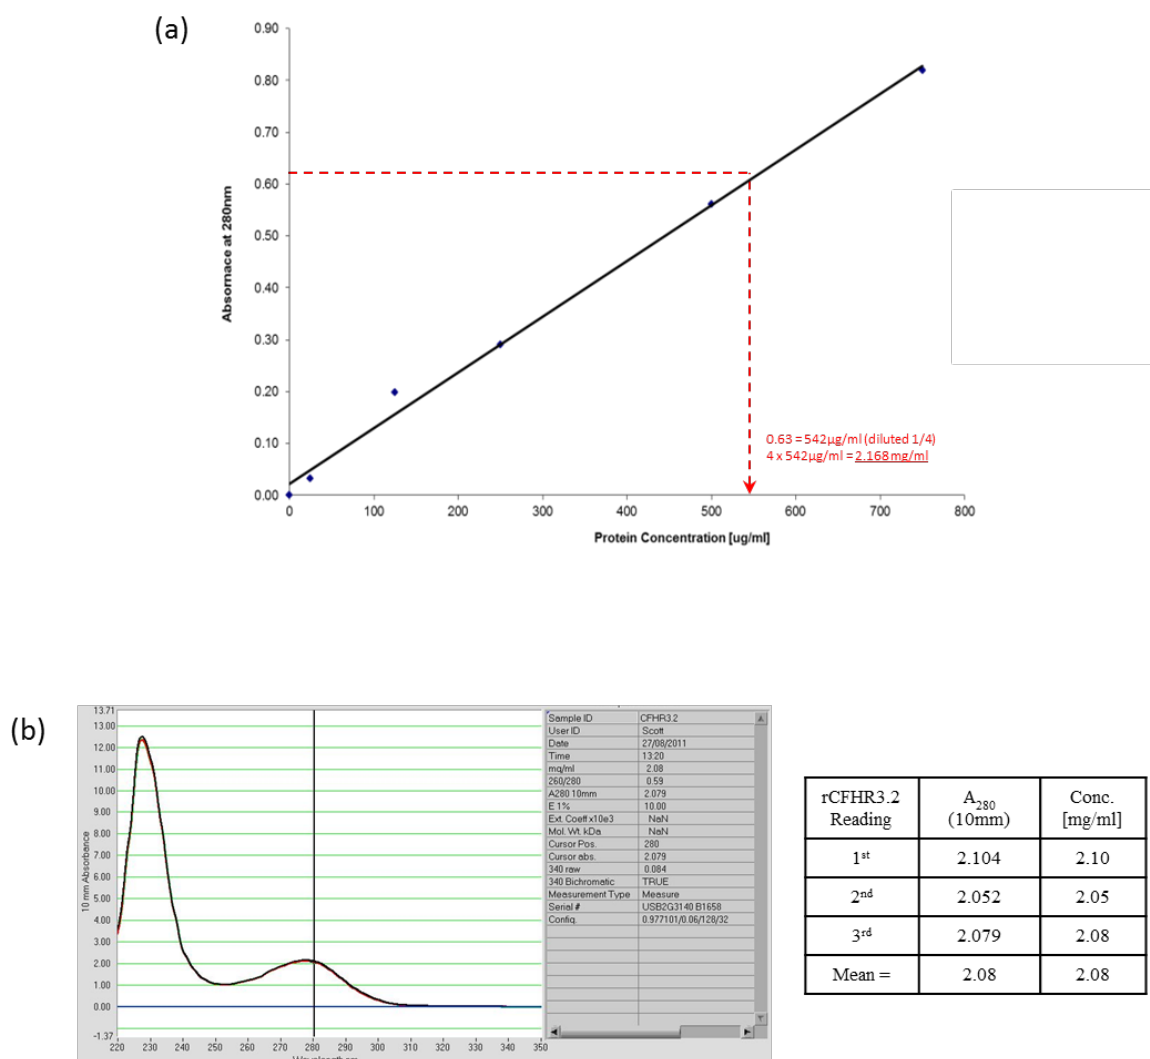 (a)
0.90
0.80
0.70
0.60
0.50
0.40
0.30
0.20
0.10
0.00
Absornace at 280nm
0 100 200 300 400 500 600 700 800
Protein Concentration [ug/ml]
0.63 = 542µg/ml (diluted 1/4)
4 x 542µg/ml = 2.168mg/ml
(b)
13.71
13.00
12.00
11.00
10.00
9.00
8.00
7.00
6.00
5.00
4.00
3.00
2.00
1.00
0.00
-1.37
10 mm Absorbance
220 230 240 250 260 270 280 290 300 310 320 330 340 350
Sample ID CFHR3.2
User ID Scott
Date 27/08/2011
Time 13:20
mg/ml 2.08
260/280 0.59
A280 10mm 2.079
E 1% 10.00
Ext. Coeff x10e3 NaN
Mol. Wt. kDa NaN
Cursor Pos. 280
Cursor abs. 2.079
340 raw 0.084
340 Bichromatic TRUE
Measurement Type Measure
Serial # USB2G3140 B1658
Config. 0.977101/0.06/128/32
rCFHR3.2 Reading A280 (10mm) Conc. [mg/ml]
1st 2.104 2.10
2nd 2.052 2.05
3rd 2.079 2.08
Mean = 2.08 2.08